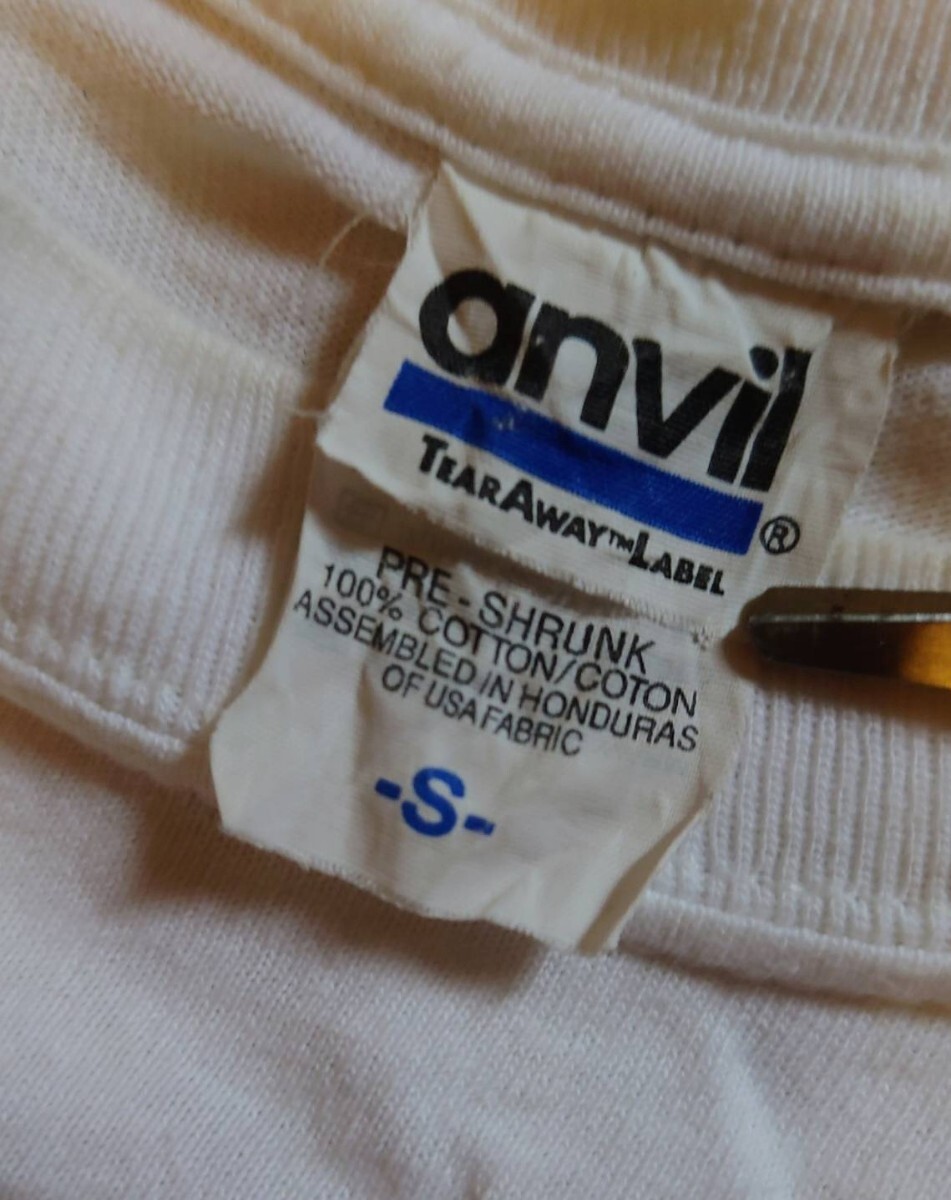 anvil®
TEARAWAY™LABEL
PRE-SHRUNK
100% COTTON/COTON
ASSEMBLED IN HONDURAS
OF USA FABRIC
-S-